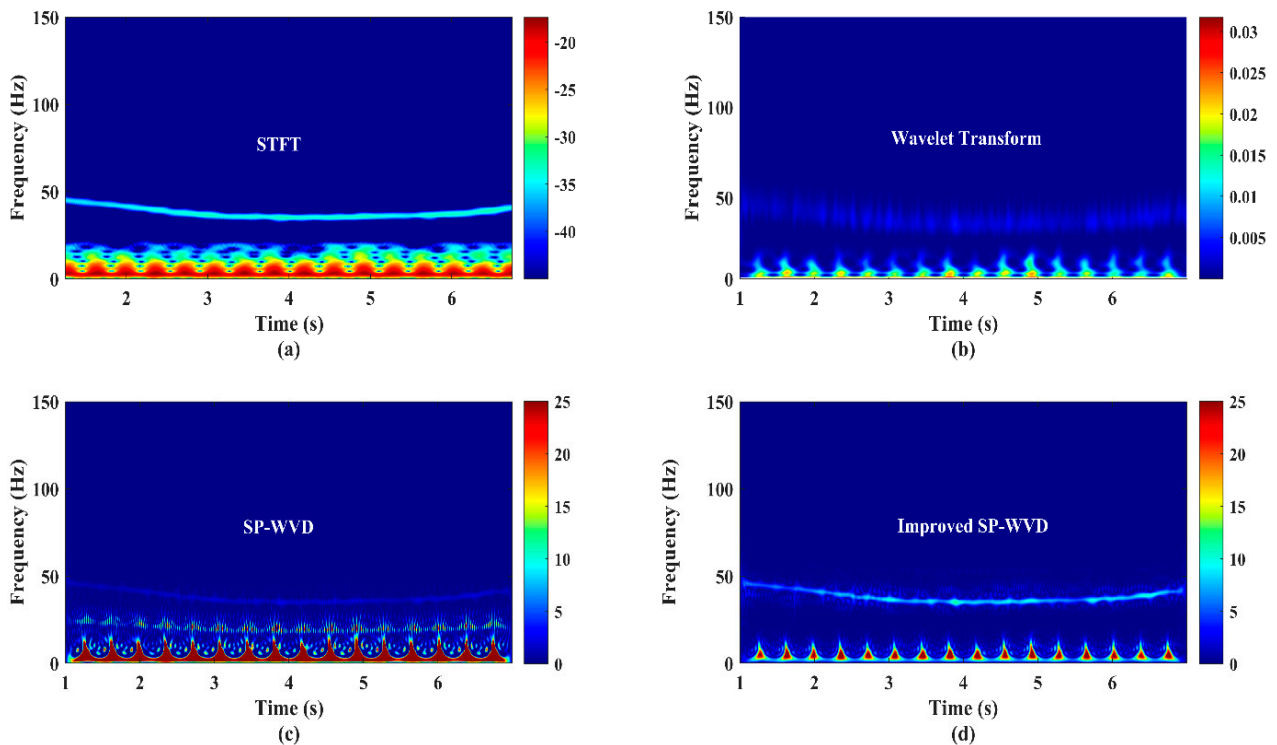 150
100
50
0
Frequency (Hz)
STFT
2 3 4 5 6
Time (s)
(a)
-20
-25
-30
-35
-40
150
100
50
0
Frequency (Hz)
Wavelet Transform
1 2 3 4 5 6
Time (s)
(b)
0.03
0.025
0.02
0.015
0.01
0.005
150
100
50
0
Frequency (Hz)
SP-WVD
1 2 3 4 5 6
Time (s)
(c)
25
20
15
10
5
0
150
100
50
0
Frequency (Hz)
Improved SP-WVD
1 2 3 4 5 6
Time (s)
(d)
25
20
15
10
5
0